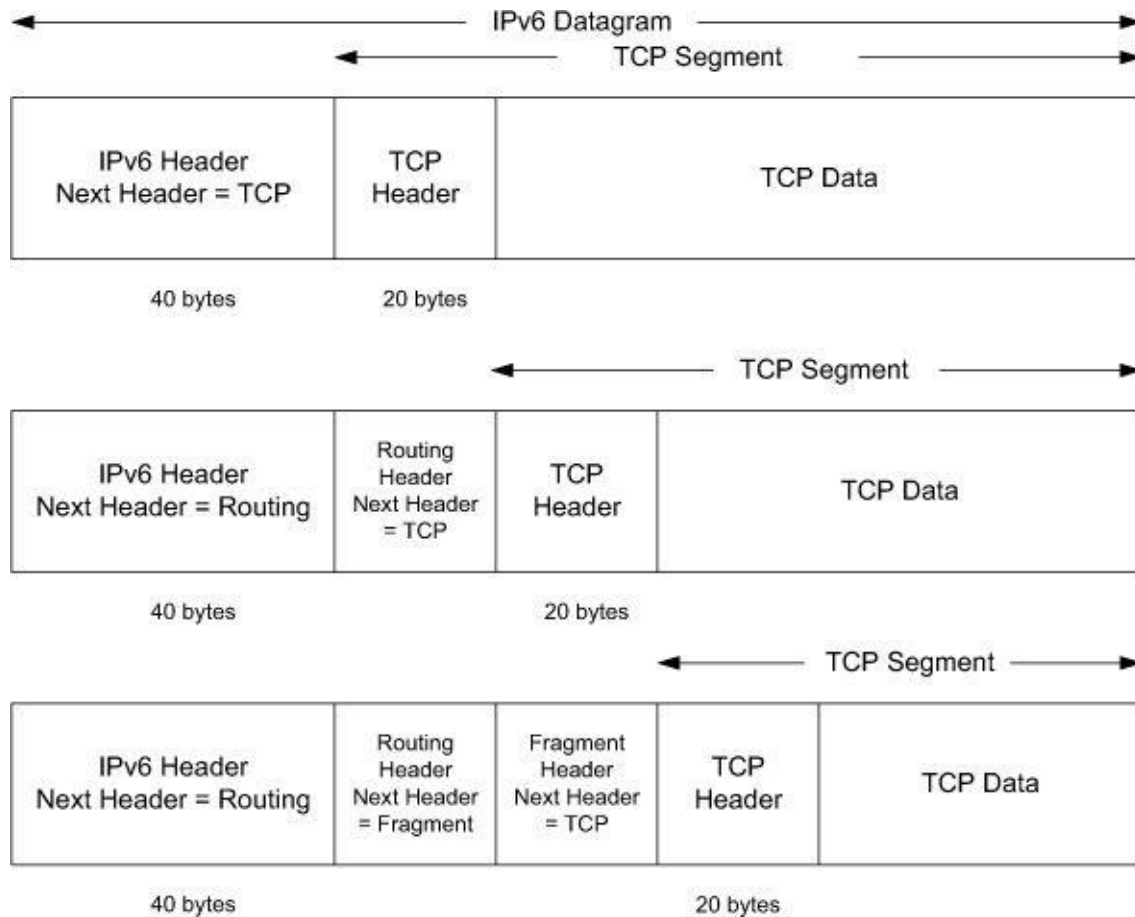 IPv6 Datagram
TCP Segment
IPv6 Header
Next Header = TCP
TCP
Header
TCP Data
40 bytes
20 bytes
TCP Segment
IPv6 Header
Next Header = Routing
Routing
Header
Next Header
= TCP
TCP
Header
TCP Data
40 bytes
20 bytes
TCP Segment
IPv6 Header
Next Header = Routing
Routing
Header
Next Header
= Fragment
Fragment
Header
Next Header
= TCP
TCP
Header
TCP Data
40 bytes
20 bytes